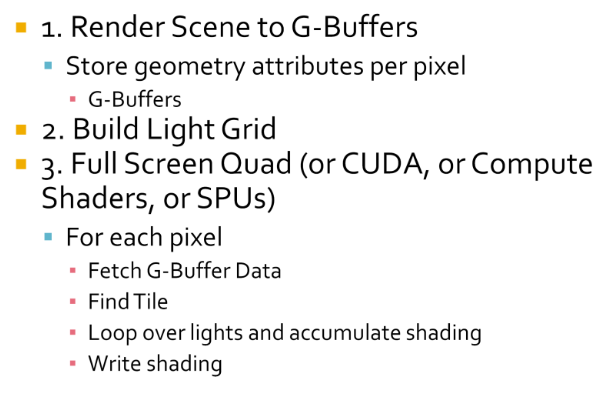 1. Render Scene to G-Buffers
Store geometry attributes per pixel
G-Buffers
2. Build Light Grid
3. Full Screen Quad (or CUDA, or Compute
Shaders, or SPUs)
For each pixel
Fetch G-Buffer Data
Find Tile
Loop over lights and accumulate shading
Write shading